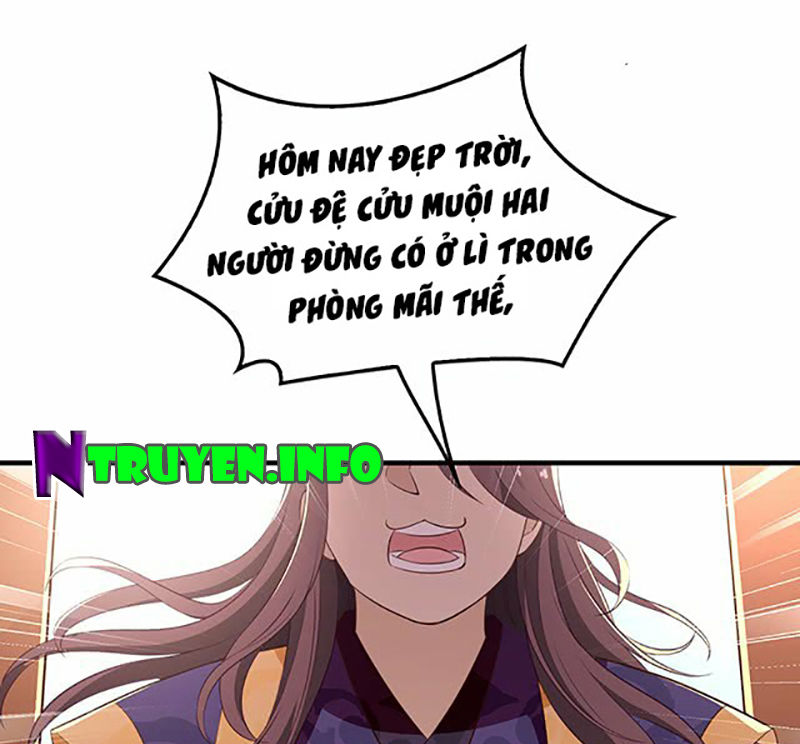 HÔM NAY ĐẸP TRỜI,
CỬU ĐỆ CỬU MUỘI HAI
NGƯỜI ĐỪNG CÓ Ở LÌ TRONG
PHÒNG MÃI THẾ,
NTRUYEN.INFO